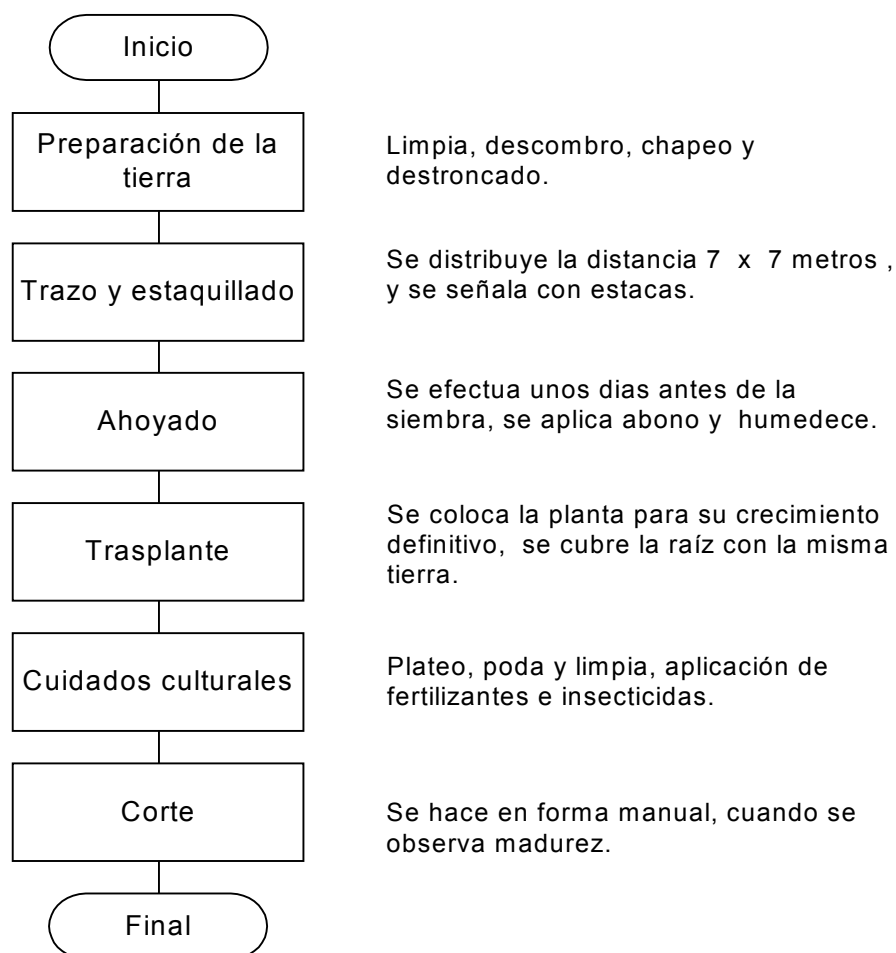 Inicio
Preparación de la
tierra
Limpia, descombro, chapeo y
destroncado.
Trazo y estaquillado
Se distribuye la distancia 7 x 7 metros ,
y se señala con estacas.
Ahoyado
Se efectua unos dias antes de la
siembra, se aplica abono y humedece.
Trasplante
Se coloca la planta para su crecimiento
definitivo, se cubre la raíz con la misma
tierra.
Cuidados culturales
Plateo, poda y limpia, aplicación de
fertilizantes e insecticidas.
Corte
Se hace en forma manual, cuando se
observa madurez.
Final